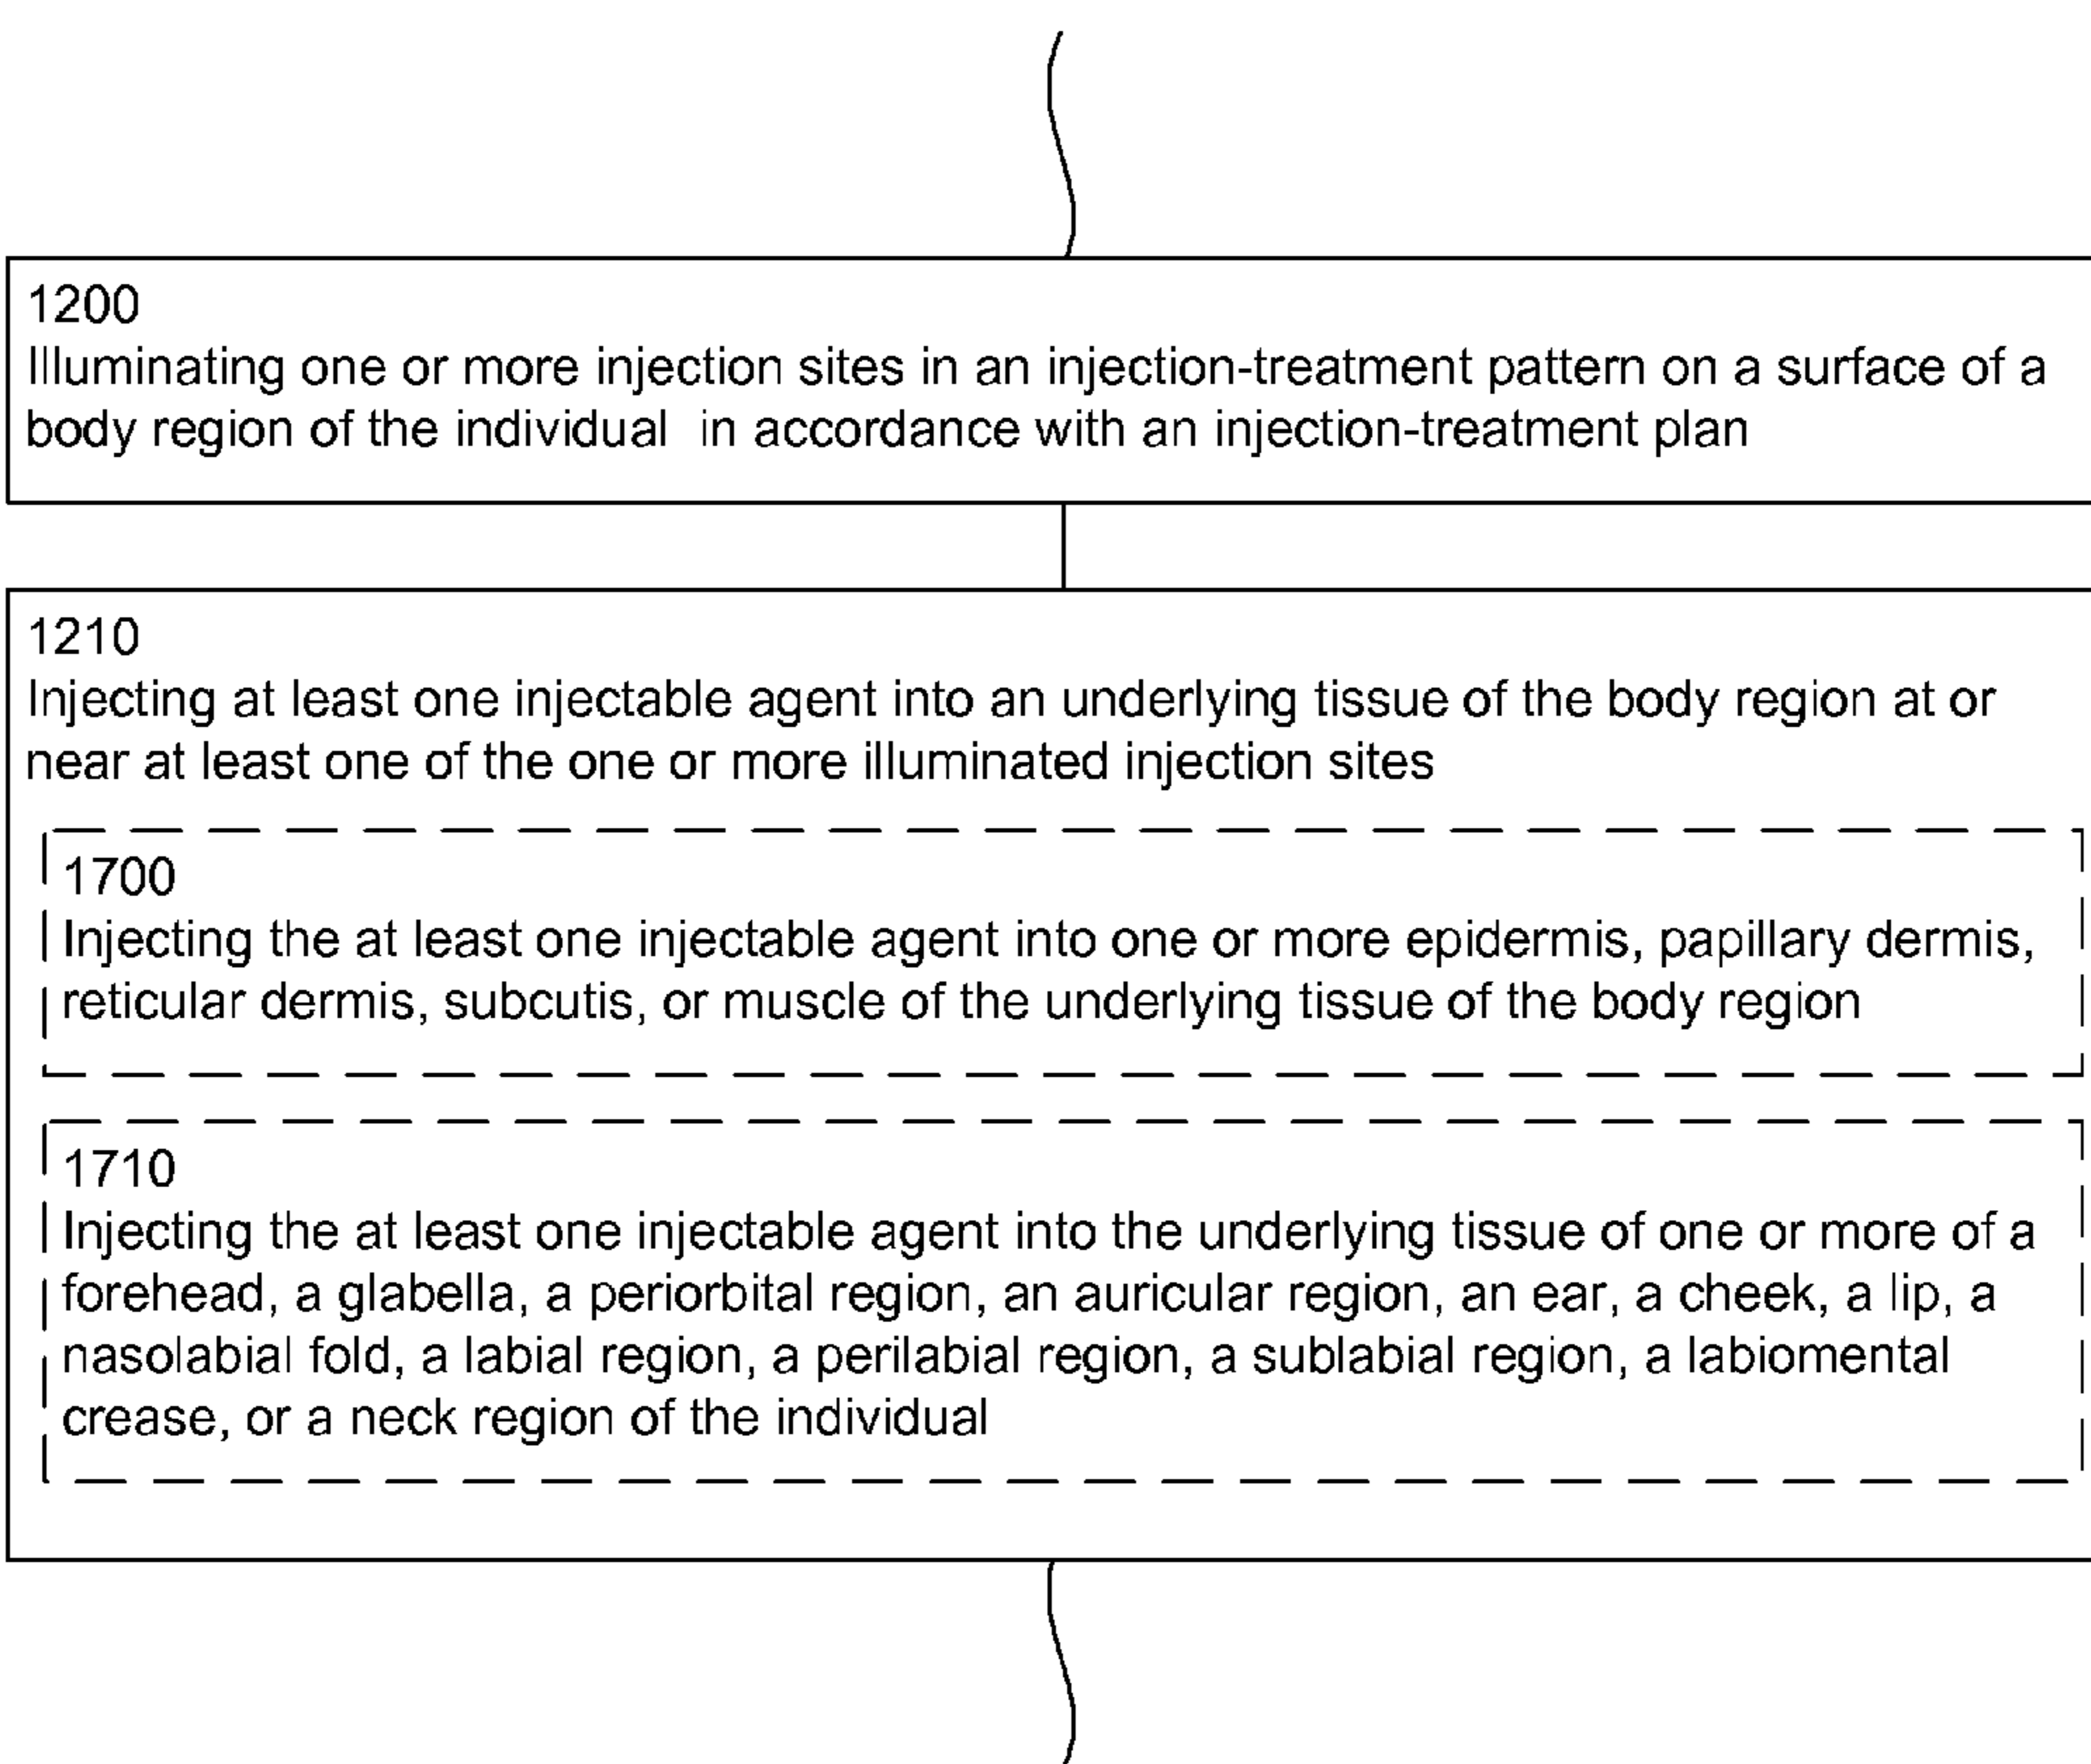 1200
Illuminating one or more injection sites in an injection-treatment pattern on a surface of a
body region of the individual  in accordance with an injection-treatment plan
1210
Injecting at least one injectable agent into an underlying tissue of the body region at or
near at least one of the one or more illuminated injection sites
1700
Injecting the at least one injectable agent into one or more epidermis, papillary dermis,
reticular dermis, subcutis, or muscle of the underlying tissue of the body region
1710
Injecting the at least one injectable agent into the underlying tissue of one or more of a
forehead, a glabella, a periorbital region, an auricular region, an ear, a cheek, a lip, a
nasolabial fold, a labial region, a perilabial region, a sublabial region, a labiomental
crease, or a neck region of the individual